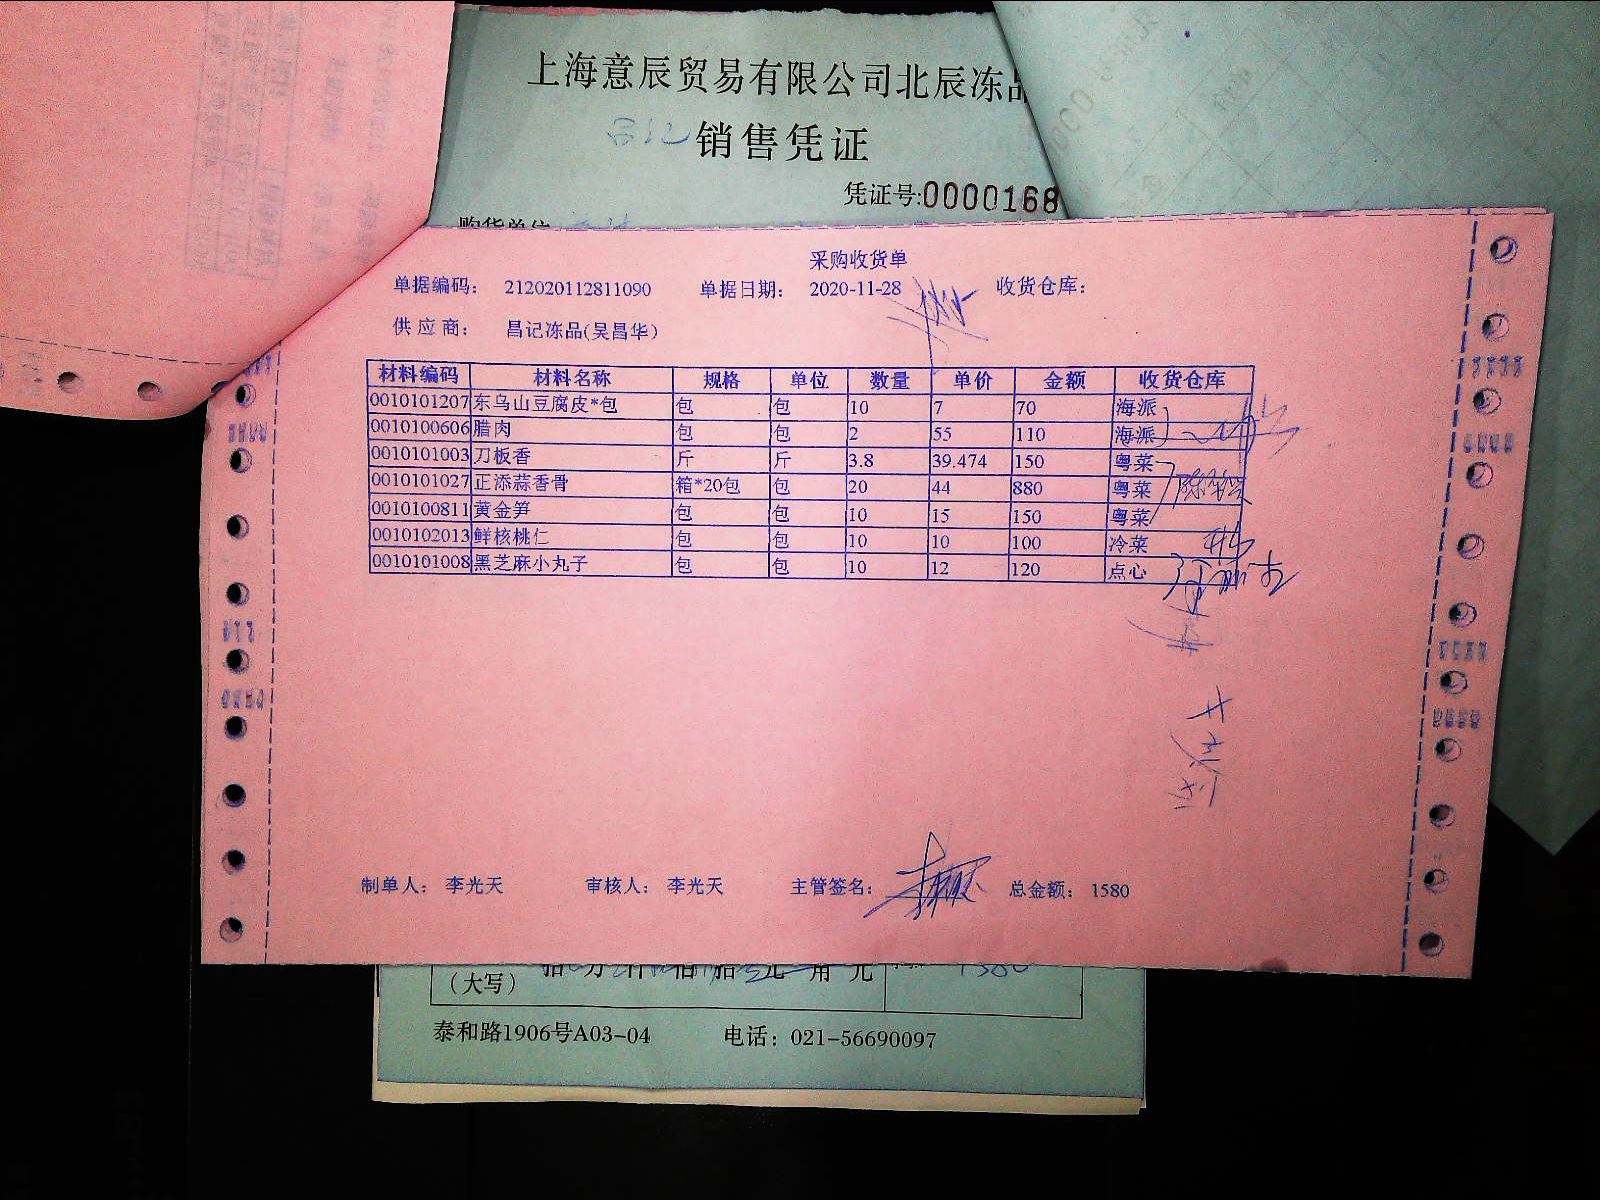 上海意辰贸易有限公司北辰冻品
销售凭证
凭证号:0000168
购货单位
采购收货单
单据编码： 212020112811090 单据日期： 2020-11-28 收货仓库：
供应商： 昌记冻品(吴昌华)
材料编码 材料名称 规格 单位 数量 单价 金额 收货仓库
0010101207 东乌山豆腐皮*包 包 包 10 7 70 海派
0010100606 腊肉 包 包 2 55 110 海派
0010101003 刀板香 斤 斤 3.8 39.474 150 粤菜
0010101027 正添蒜香骨 箱*20包 包 20 44 880 粤菜
0010100811 黄金笋 包 包 10 15 150 粤菜
0010102013 鲜核桃仁 包 包 10 10 100 冷菜
0010101008 黑芝麻小丸子 包 包 10 12 120 点心
制单人： 李光天 审核人： 李光天 主管签名： 总金额： 1580
（大写）
泰和路1906号A03-04 电话：021-56690097